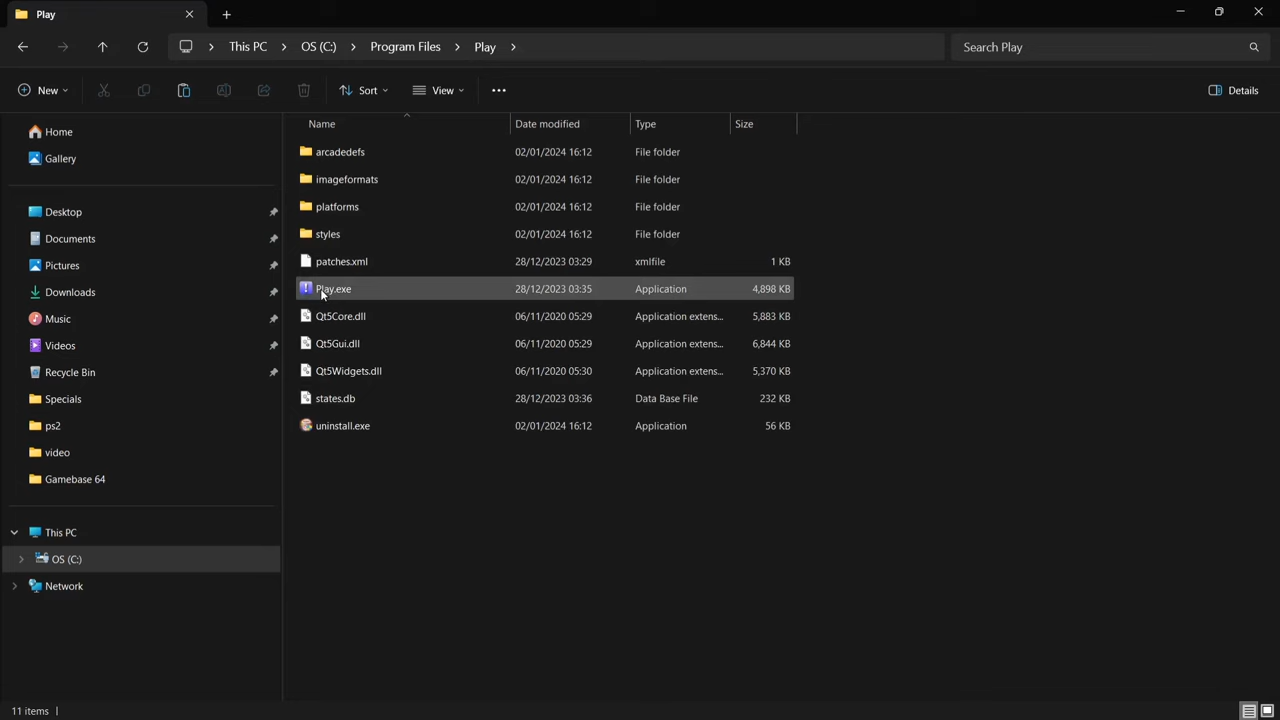 Play
This PC
OS (C:)
Program Files
Play
Search Play
New
Sort
View
Details
Home
Gallery
Desktop
Documents
Pictures
Downloads
Music
Videos
Recycle Bin
Specials
ps2
video
Gamebase 64
This PC
OS (C:)
Network
Name Date modified Type Size
arcadedefs 02/01/2024 16:12 File folder
imageformats 02/01/2024 16:12 File folder
platforms 02/01/2024 16:12 File folder
styles 02/01/2024 16:12 File folder
patches.xml 28/12/2023 03:29 xmlfile 1 KB
Play.exe 28/12/2023 03:35 Application 4,898 KB
Qt5Core.dll 06/11/2020 05:29 Application extens... 5,883 KB
Qt5Gui.dll 06/11/2020 05:29 Application extens... 6,844 KB
Qt5Widgets.dll 06/11/2020 05:30 Application extens... 5,370 KB
states.db 28/12/2023 03:36 Data Base File 232 KB
uninstall.exe 02/01/2024 16:12 Application 56 KB
11 items